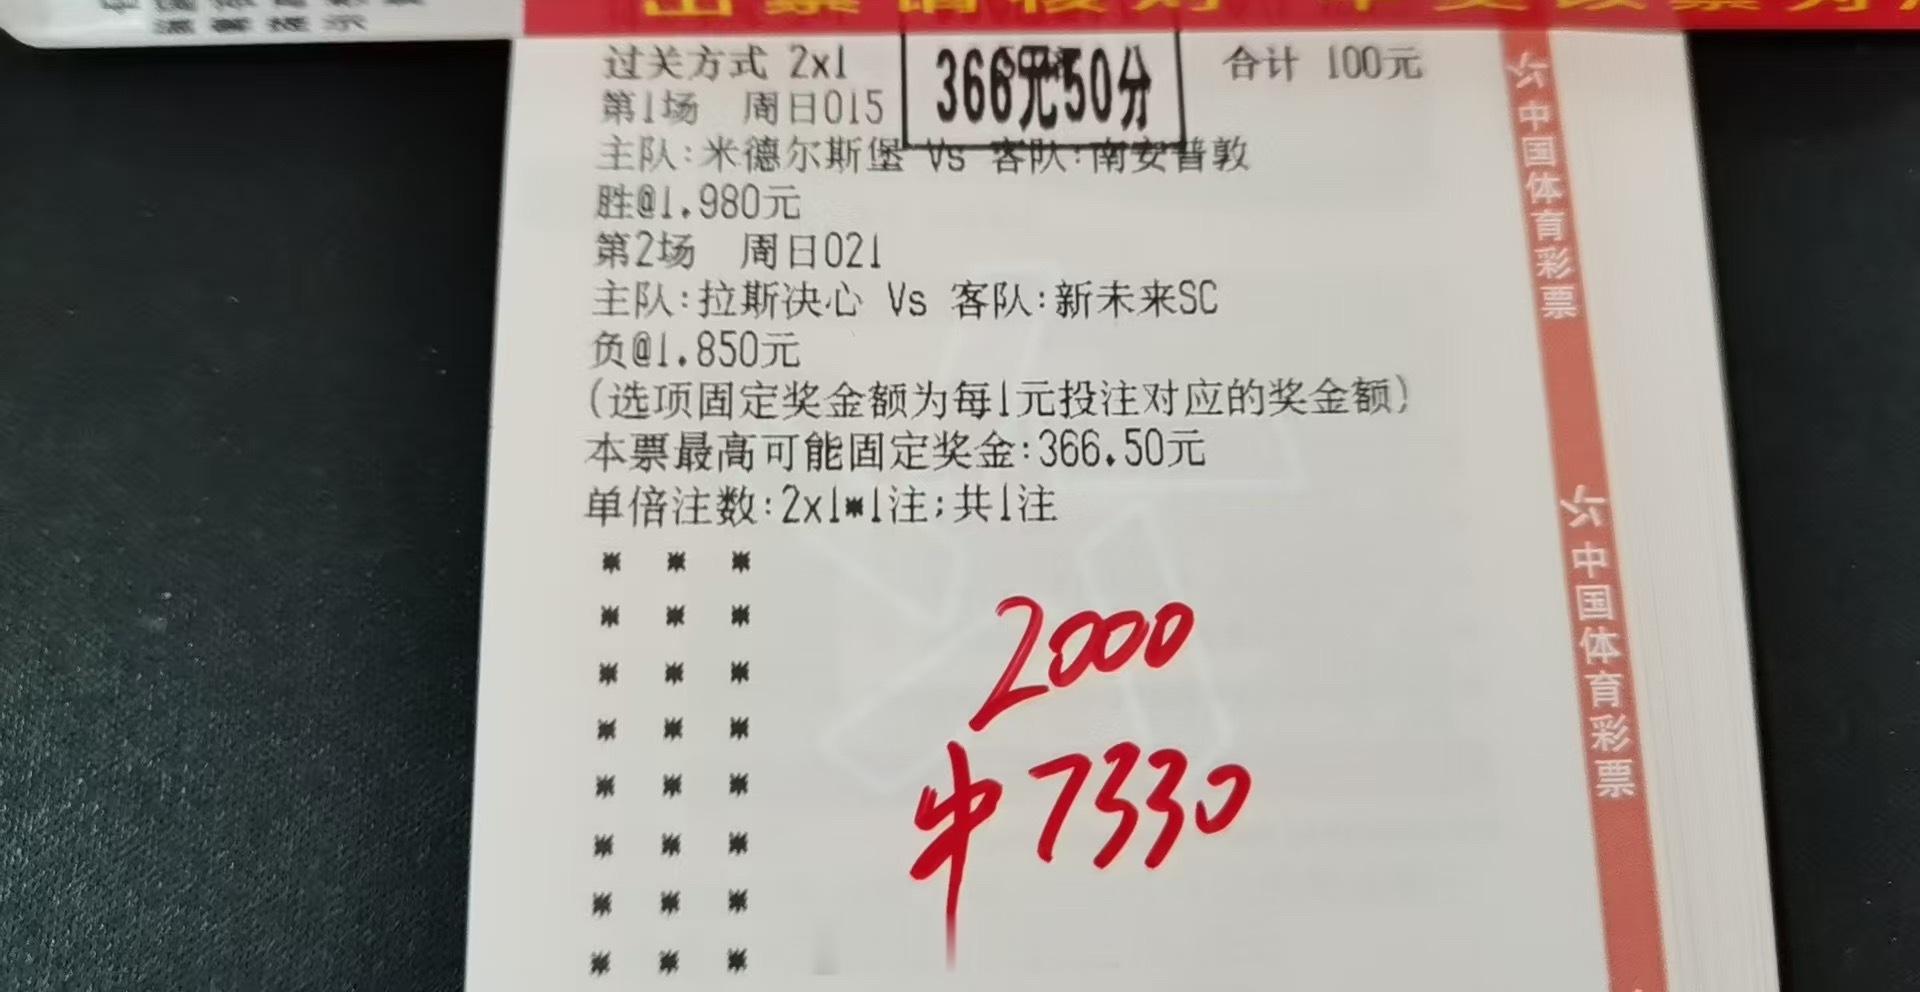 温馨提示
过关方式 2x1
366元50分
合计 100元
第1场 周日015
主队:米德尔斯堡 Vs 客队:南安普敦
胜@1.980元
第2场 周日021
主队:拉斯决心 Vs 客队:新未来SC
负@1.850元
(选项固定奖金额为每1元投注对应的奖金额)
本票最高可能固定奖金:366.50元
单倍注数:2x1*1注;共1注
* * *
* * *
* * *
* * *
* * *
* * *
* * *
* * *
2000
中7330
中国体育彩票
中国体育彩票